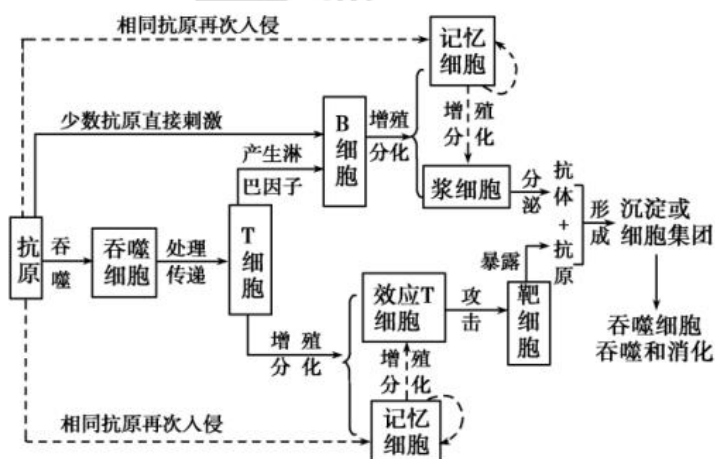 相同抗原再次入侵
记忆
细胞
增 殖
分 化
少数抗原直接刺激
B
细
胞
增殖
分化
产生淋
巴因子
浆细胞
分
泌
抗
体
+
抗
原
形
成
沉淀或
细胞集团
抗
原
吞
噬
吞噬
细胞
处理
传递
T
细
胞
暴露
效应T
细胞
攻
击
靶
细
胞
吞噬细胞
吞噬和消化
增 殖
分 化
增 殖
分 化
相同抗原再次入侵
记忆
细胞